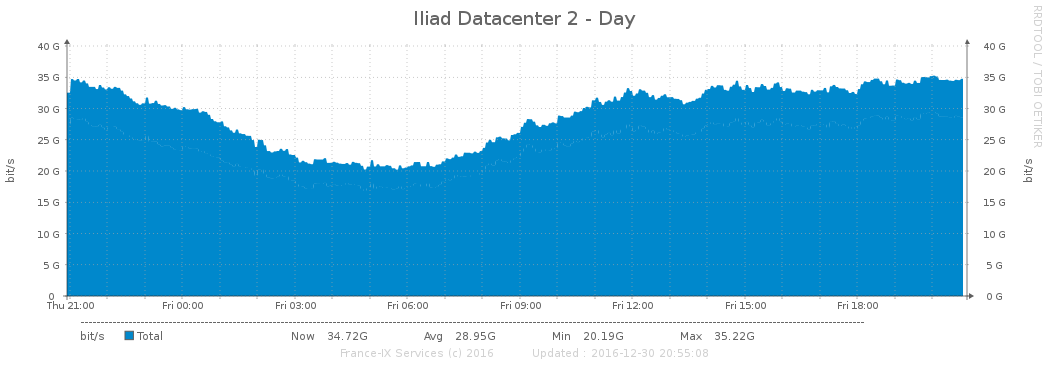 Iliad Datacenter 2 - Day
RRDTOOL / TOBI OETIKER
bit/s
bit/s
40 G 40 G
35 G 35 G
30 G 30 G
25 G 25 G
20 G 20 G
15 G 15 G
10 G 10 G
5 G 5 G
0 0 G
Thu 21:00 Fri 00:00 Fri 03:00 Fri 06:00 Fri 09:00 Fri 12:00 Fri 15:00 Fri 18:00
bit/s Total Now 34.72G Avg 28.95G Min 20.19G Max 35.22G
France-IX Services (c) 2016 Updated : 2016-12-30 20:55:08